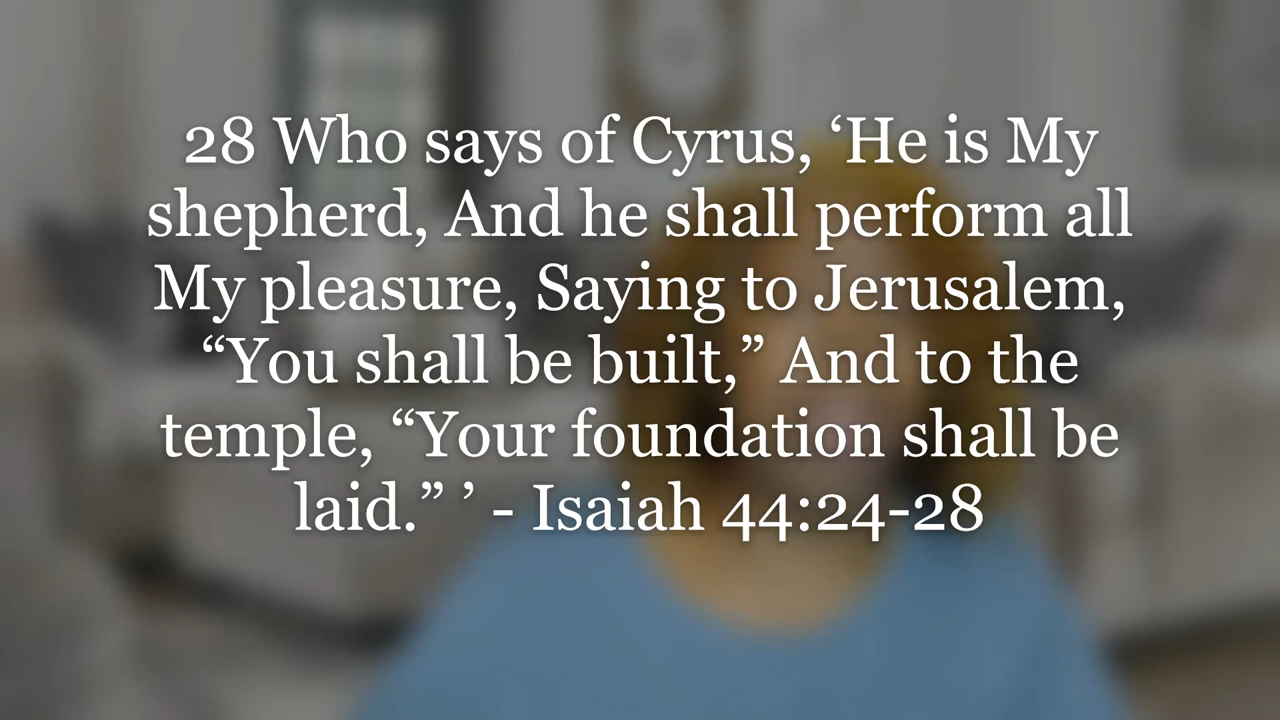 28 Who says of Cyrus, ‘He is My
shepherd, And he shall perform all
My pleasure, Saying to Jerusalem,
“You shall be built,” And to the
temple, “Your foundation shall be
laid.” ’ - Isaiah 44:24-28